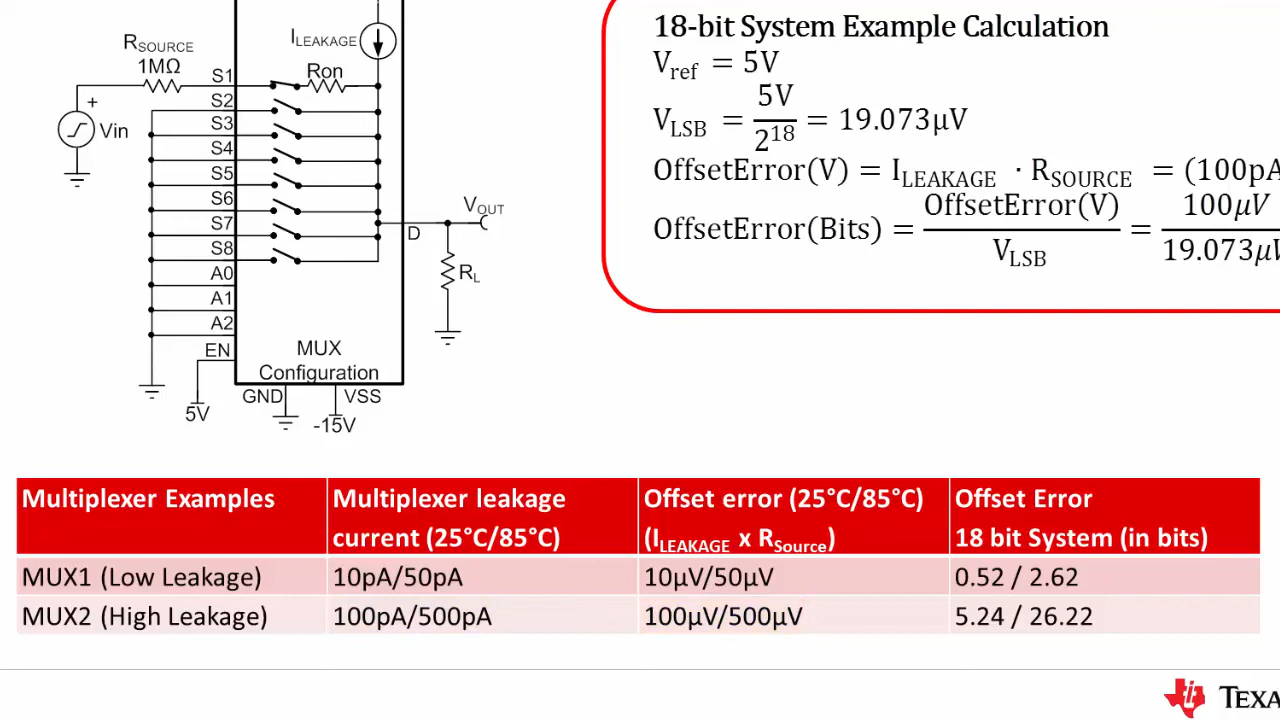 R_SOURCE
1MΩ
I_LEAKAGE
Ron
+
Vin
S1
S2
S3
S4
S5
S6
S7
S8
A0
A1
A2
EN
D
V_OUT
R_L
MUX
Configuration
GND
VSS
5V
-15V
18-bit System Example Calculation
V_ref = 5V
V_LSB = 5V / 2^18 = 19.073μV
OffsetError(V) = I_LEAKAGE · R_SOURCE = (100pA
OffsetError(Bits) = OffsetError(V) / V_LSB = 100μV / 19.073μV
Multiplexer Examples | Multiplexer leakage current (25°C/85°C) | Offset error (25°C/85°C) (I_LEAKAGE x R_Source) | Offset Error 18 bit System (in bits)
MUX1 (Low Leakage) | 10pA/50pA | 10μV/50μV | 0.52 / 2.62
MUX2 (High Leakage) | 100pA/500pA | 100μV/500μV | 5.24 / 26.22
TEXA